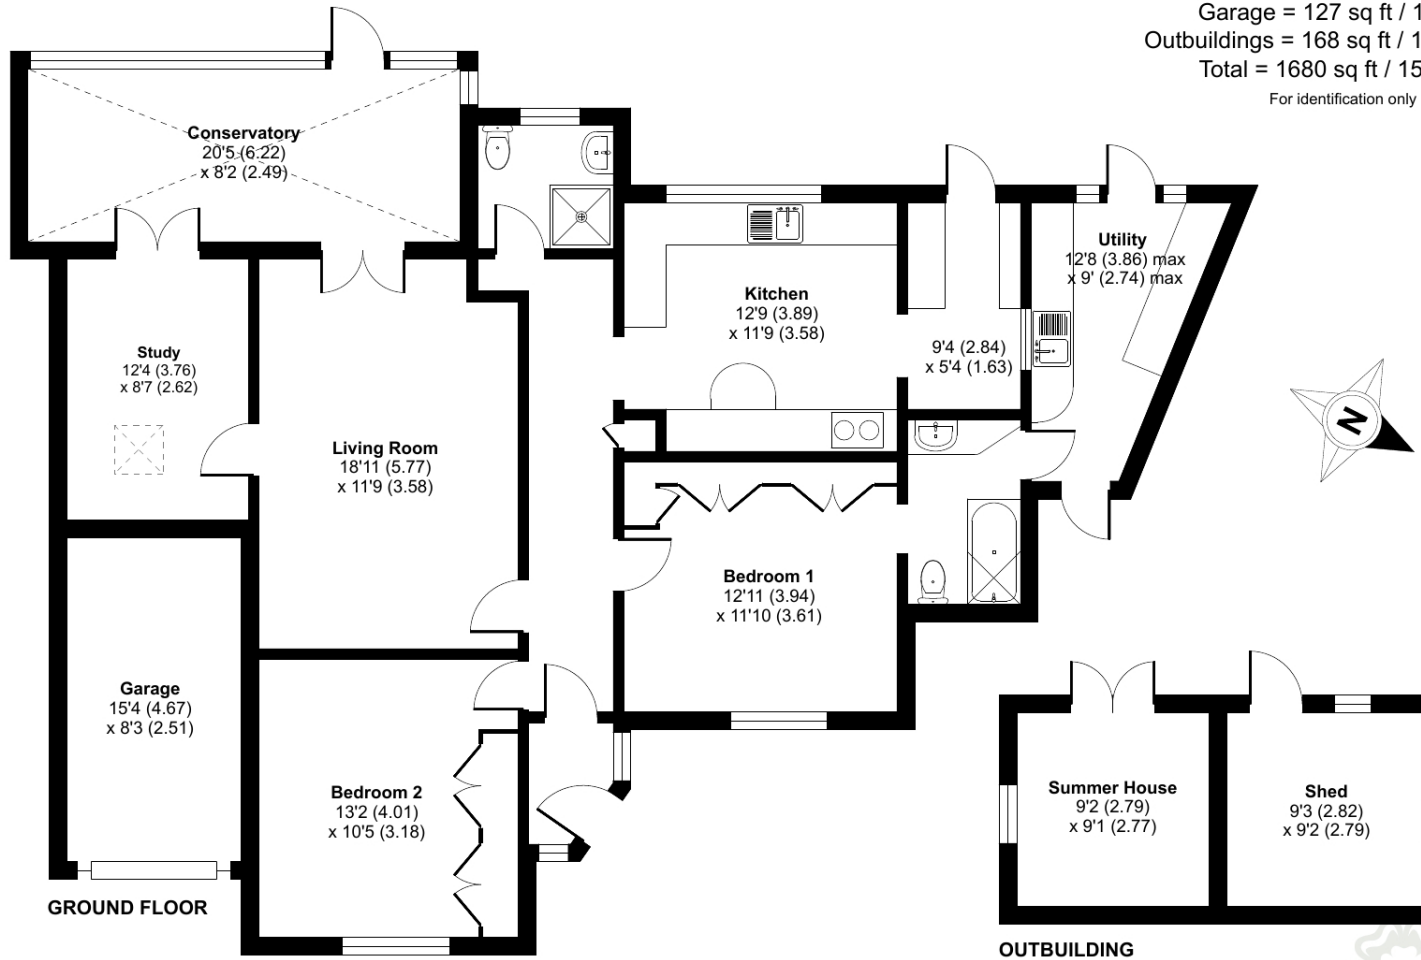 Garage = 127 sq ft / 1
Outbuildings = 168 sq ft / 1
Total = 1680 sq ft / 15
For identification only
Conservatory
20'5 (6.22)
x 8'2 (2.49)
Utility
12'8 (3.86) max
x 9' (2.74) max
Kitchen
12'9 (3.89)
x 11'9 (3.58)
9'4 (2.84)
x 5'4 (1.63)
Study
12'4 (3.76)
x 8'7 (2.62)
Living Room
18'11 (5.77)
x 11'9 (3.58)
N
Bedroom 1
12'11 (3.94)
x 11'10 (3.61)
Garage
15'4 (4.67)
x 8'3 (2.51)
Bedroom 2
13'2 (4.01)
x 10'5 (3.18)
Summer House
9'2 (2.79)
x 9'1 (2.77)
Shed
9'3 (2.82)
x 9'2 (2.79)
GROUND FLOOR
OUTBUILDING